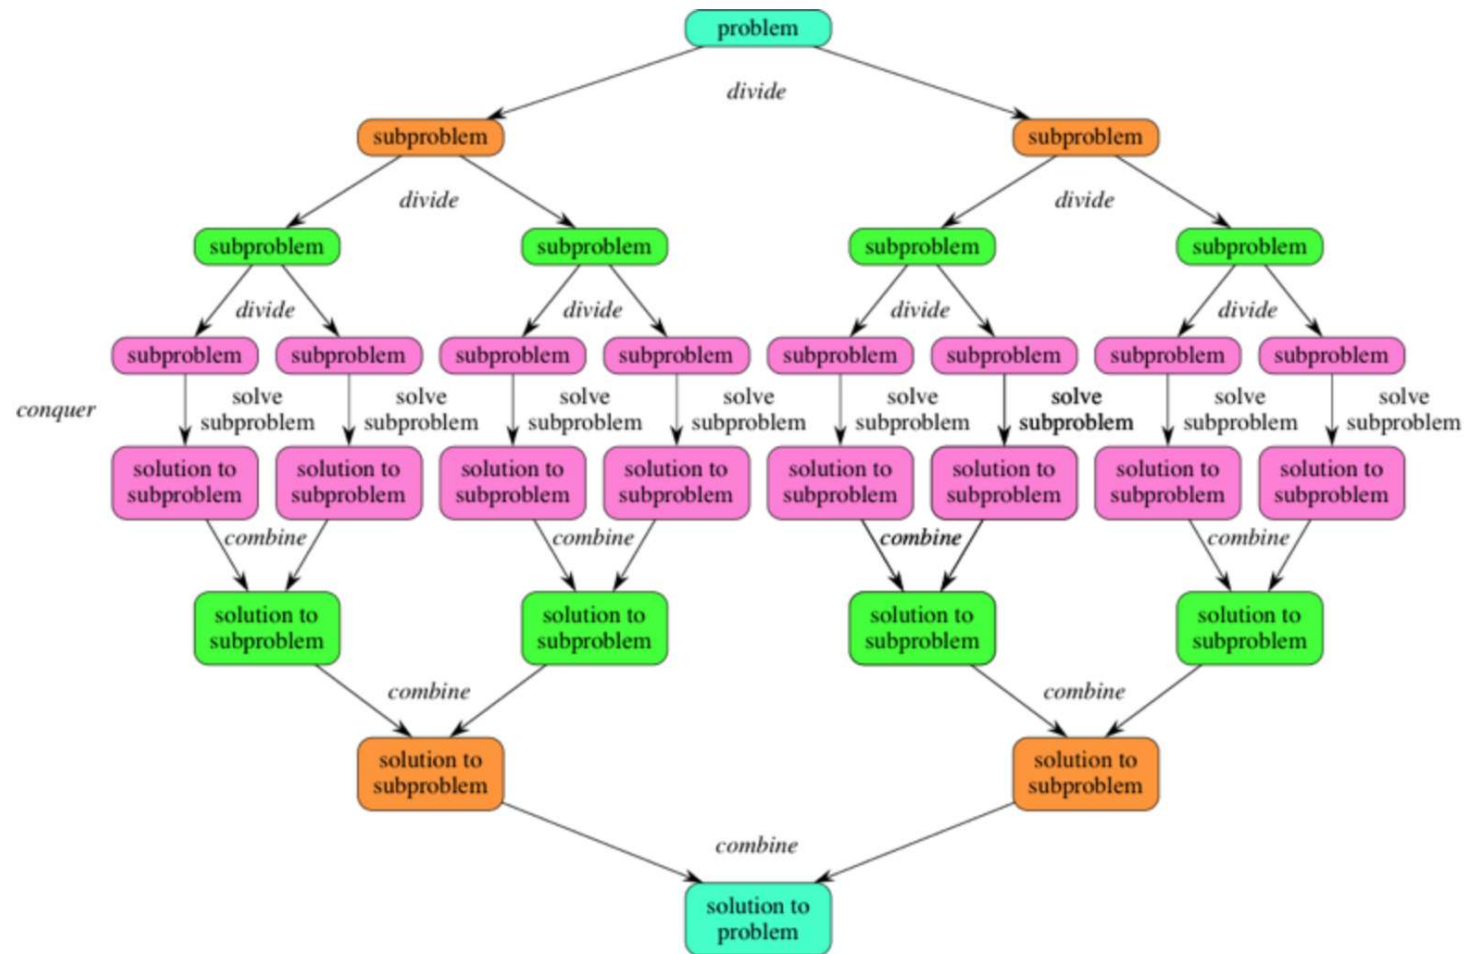 problem
divide
subproblem
subproblem
divide
divide
subproblem
subproblem
subproblem
subproblem
divide
divide
divide
divide
subproblem
subproblem
subproblem
subproblem
subproblem
subproblem
subproblem
subproblem
conquer
solve
subproblem
solve
subproblem
solve
subproblem
solve
subproblem
solve
subproblem
solve
subproblem
solve
subproblem
solve
subproblem
solution to
subproblem
solution to
subproblem
solution to
subproblem
solution to
subproblem
solution to
subproblem
solution to
subproblem
solution to
subproblem
solution to
subproblem
combine
combine
combine
combine
solution to
subproblem
solution to
subproblem
solution to
subproblem
solution to
subproblem
combine
combine
solution to
subproblem
solution to
subproblem
combine
solution to
problem